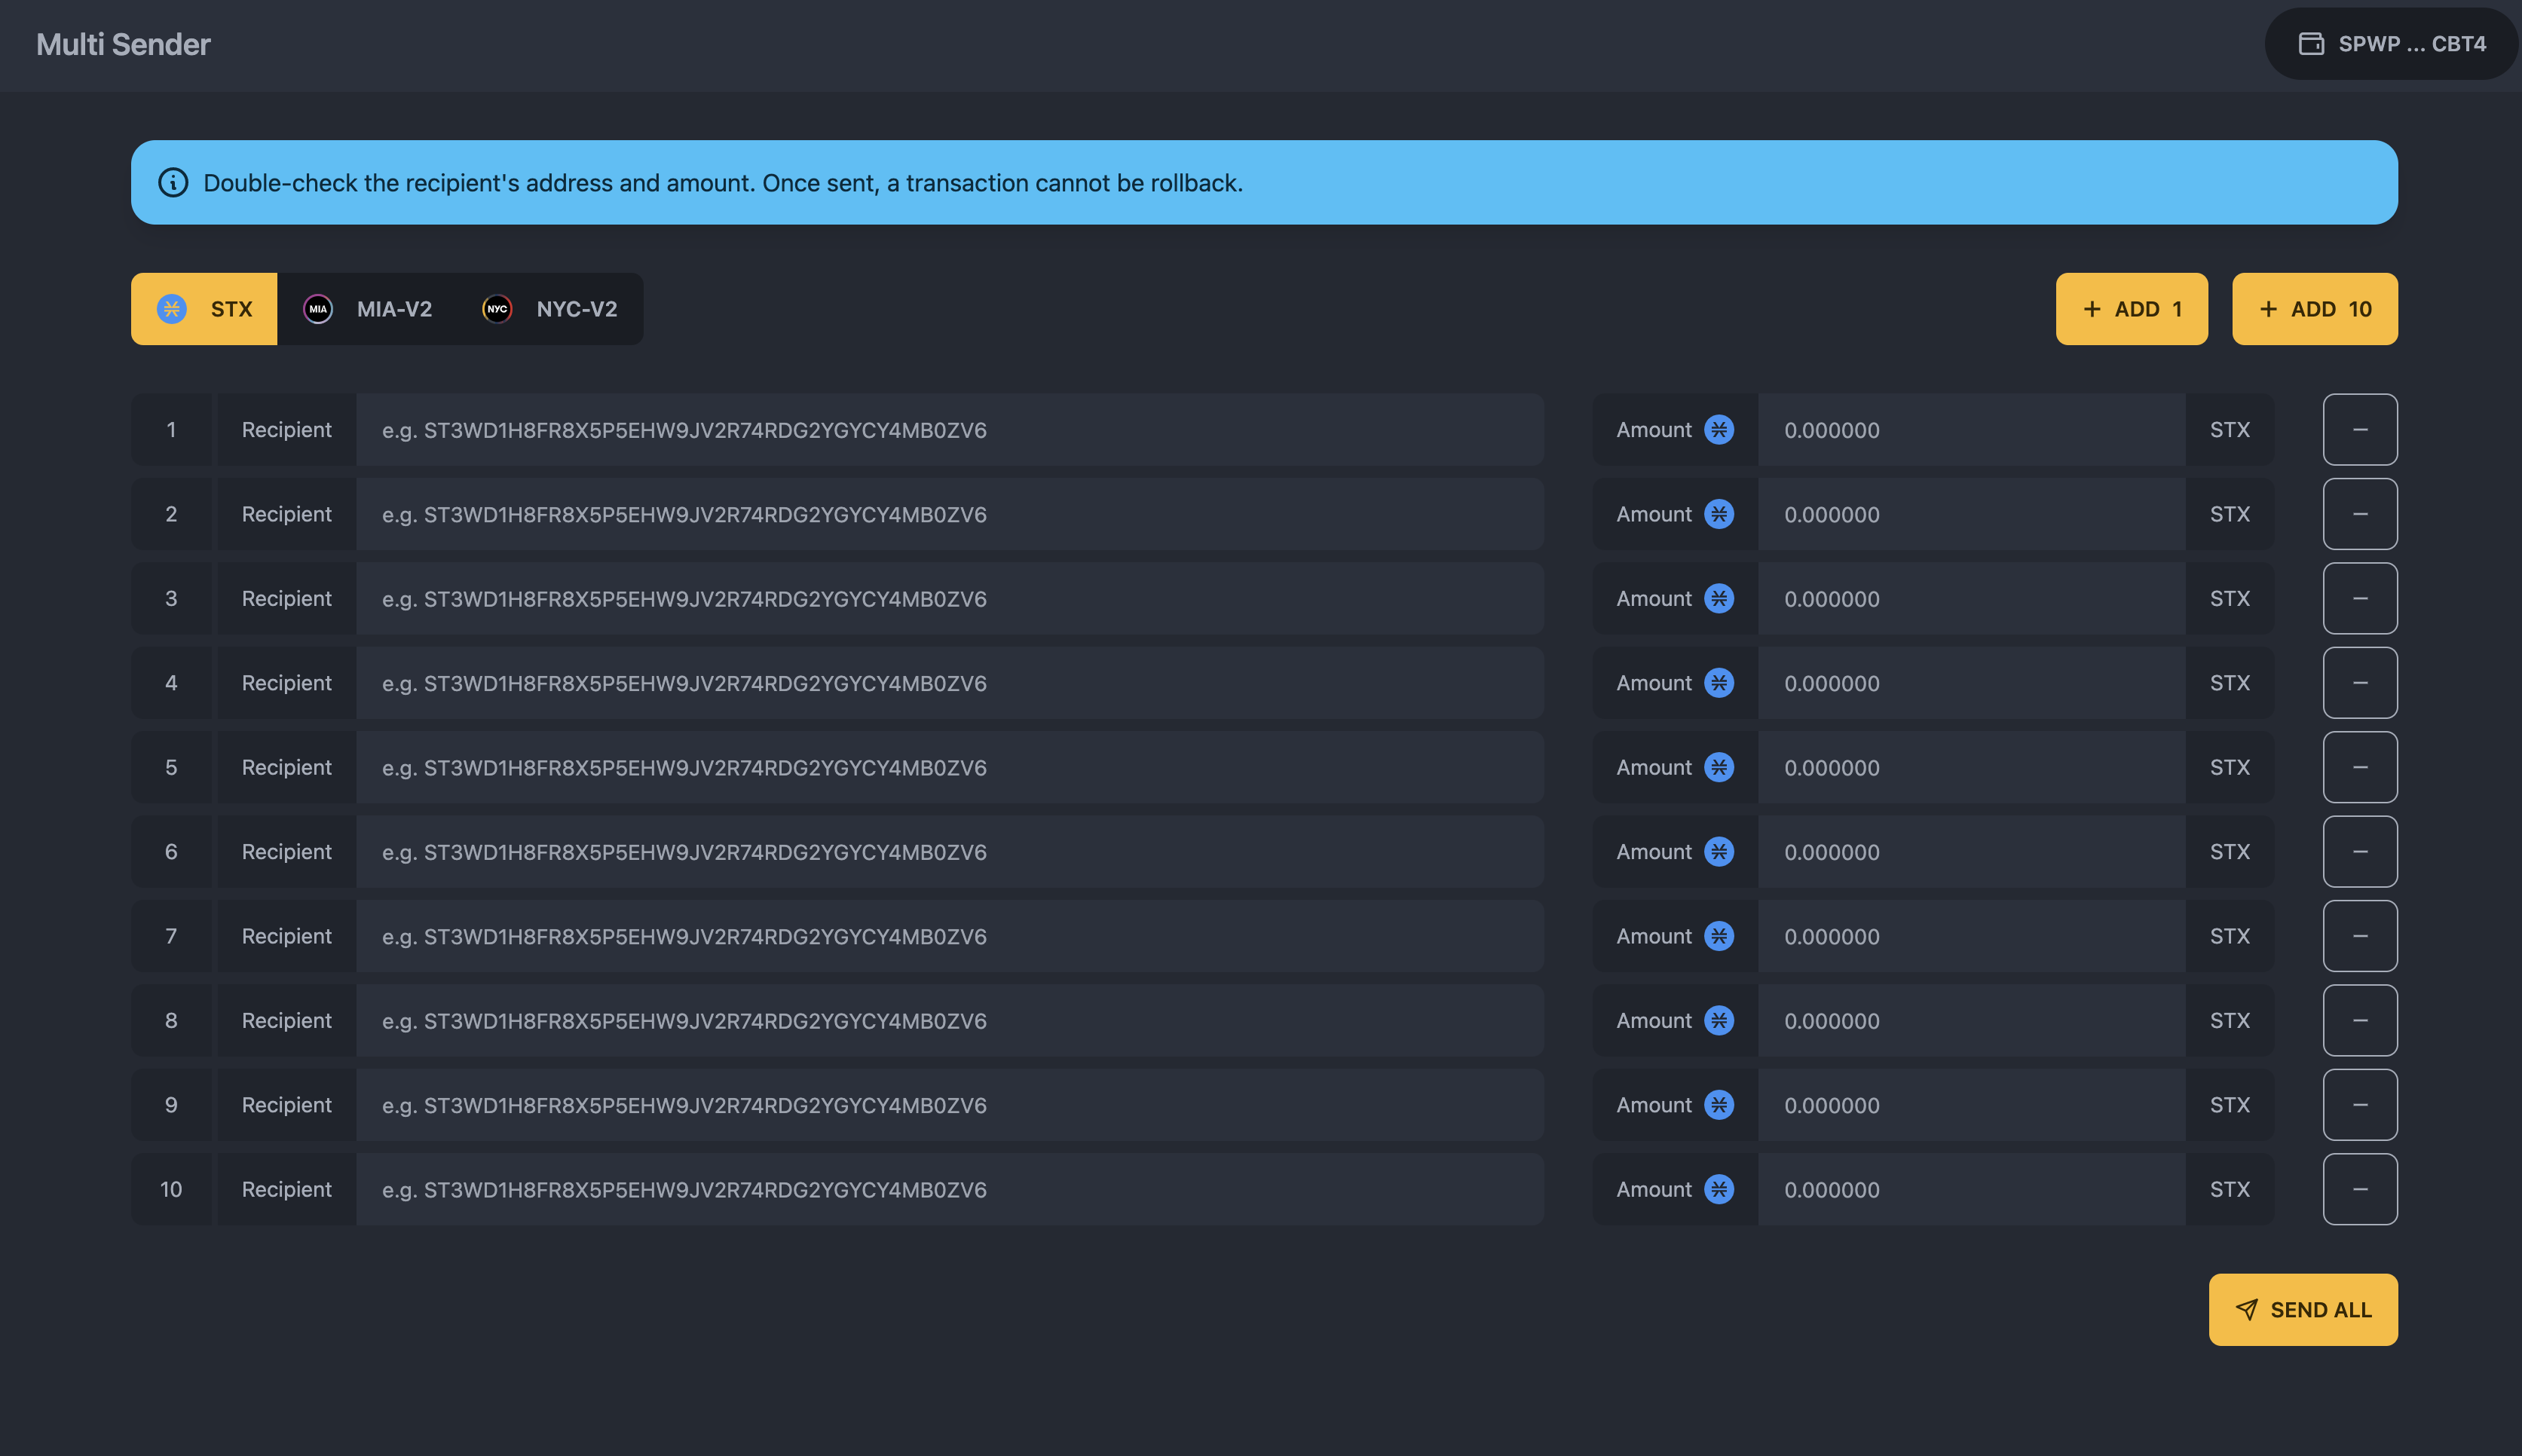 Multi Sender
SPWP ... CBT4
Double-check the recipient's address and amount. Once sent, a transaction cannot be rollback.
STX MIA MIA-V2 NYC NYC-V2
+ ADD 1 + ADD 10
1 Recipient e.g. ST3WD1H8FR8X5P5EHW9JV2R74RDG2YGYCY4MB0ZV6 Amount 0.000000 STX
2 Recipient e.g. ST3WD1H8FR8X5P5EHW9JV2R74RDG2YGYCY4MB0ZV6 Amount 0.000000 STX
3 Recipient e.g. ST3WD1H8FR8X5P5EHW9JV2R74RDG2YGYCY4MB0ZV6 Amount 0.000000 STX
4 Recipient e.g. ST3WD1H8FR8X5P5EHW9JV2R74RDG2YGYCY4MB0ZV6 Amount 0.000000 STX
5 Recipient e.g. ST3WD1H8FR8X5P5EHW9JV2R74RDG2YGYCY4MB0ZV6 Amount 0.000000 STX
6 Recipient e.g. ST3WD1H8FR8X5P5EHW9JV2R74RDG2YGYCY4MB0ZV6 Amount 0.000000 STX
7 Recipient e.g. ST3WD1H8FR8X5P5EHW9JV2R74RDG2YGYCY4MB0ZV6 Amount 0.000000 STX
8 Recipient e.g. ST3WD1H8FR8X5P5EHW9JV2R74RDG2YGYCY4MB0ZV6 Amount 0.000000 STX
9 Recipient e.g. ST3WD1H8FR8X5P5EHW9JV2R74RDG2YGYCY4MB0ZV6 Amount 0.000000 STX
10 Recipient e.g. ST3WD1H8FR8X5P5EHW9JV2R74RDG2YGYCY4MB0ZV6 Amount 0.000000 STX
SEND ALL